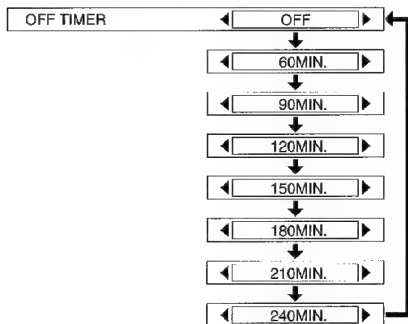 OFF TIMER OFF
60MIN.
90MIN.
120MIN.
150MIN.
180MIN.
210MIN.
240MIN.